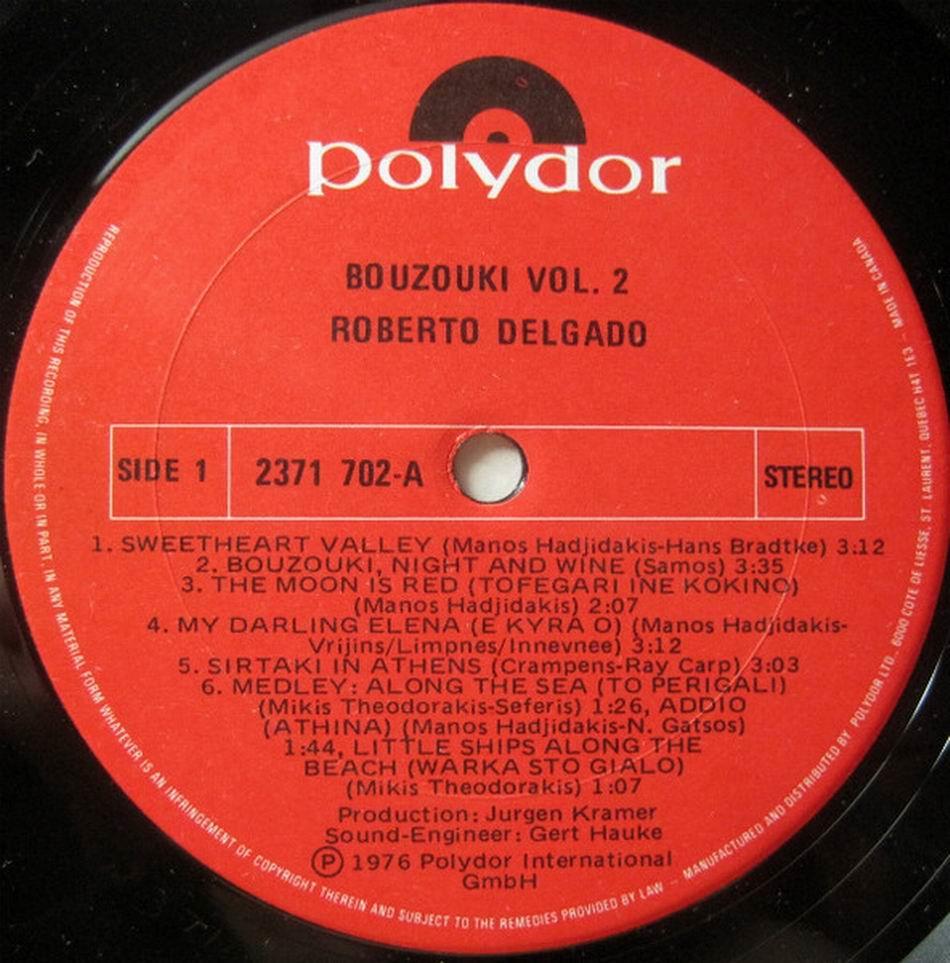 polydor
BOUZOUKI VOL. 2
ROBERTO DELGADO
SIDE 1
2371 702-A
STEREO
1. SWEETHEART VALLEY (Manos Hadjidakis-Hans Bradtke) 3:12
2. BOUZOUKI, NIGHT AND WINE (Samos) 3:35
3. THE MOON IS RED (TOFEGARI INE KOKINO)
(Manos Hadjidakis) 2:07
4. MY DARLING ELENA (E KYRA O) (Manos Hadjidakis-
Vrijins/Limpnes/Innevnee) 3:12
5. SIRTAKI IN ATHENS (Crampens-Ray Carp) 3:03
6. MEDLEY: ALONG THE SEA (TO PERIGALI)
(Mikis Theodorakis-Seferis) 1:26, ADDIO
(ATHINA) (Manos Hadjidakis-N. Gatsos)
1:44, LITTLE SHIPS ALONG THE
BEACH (WARKA STO GIALO)
(Mikis Theodorakis) 1:07
Production: Jurgen Kramer
Sound-Engineer: Gert Hauke
Ⓟ 1976 Polydor International
GmbH
REPRODUCTION OF THIS RECORDING, IN WHOLE OR IN PART, IN ANY MATERIAL FORM WHATEVER IS AN INFRINGEMENT OF COPYRIGHT THEREIN AND SUBJECT TO THE REMEDIES PROVIDED BY LAW – MANUFACTURED AND DISTRIBUTED BY POLYDOR LTD. 6000 COTE DE LIESSE, ST. LAURENT, QUEBEC H4T 1E3 – MADE IN CANADA